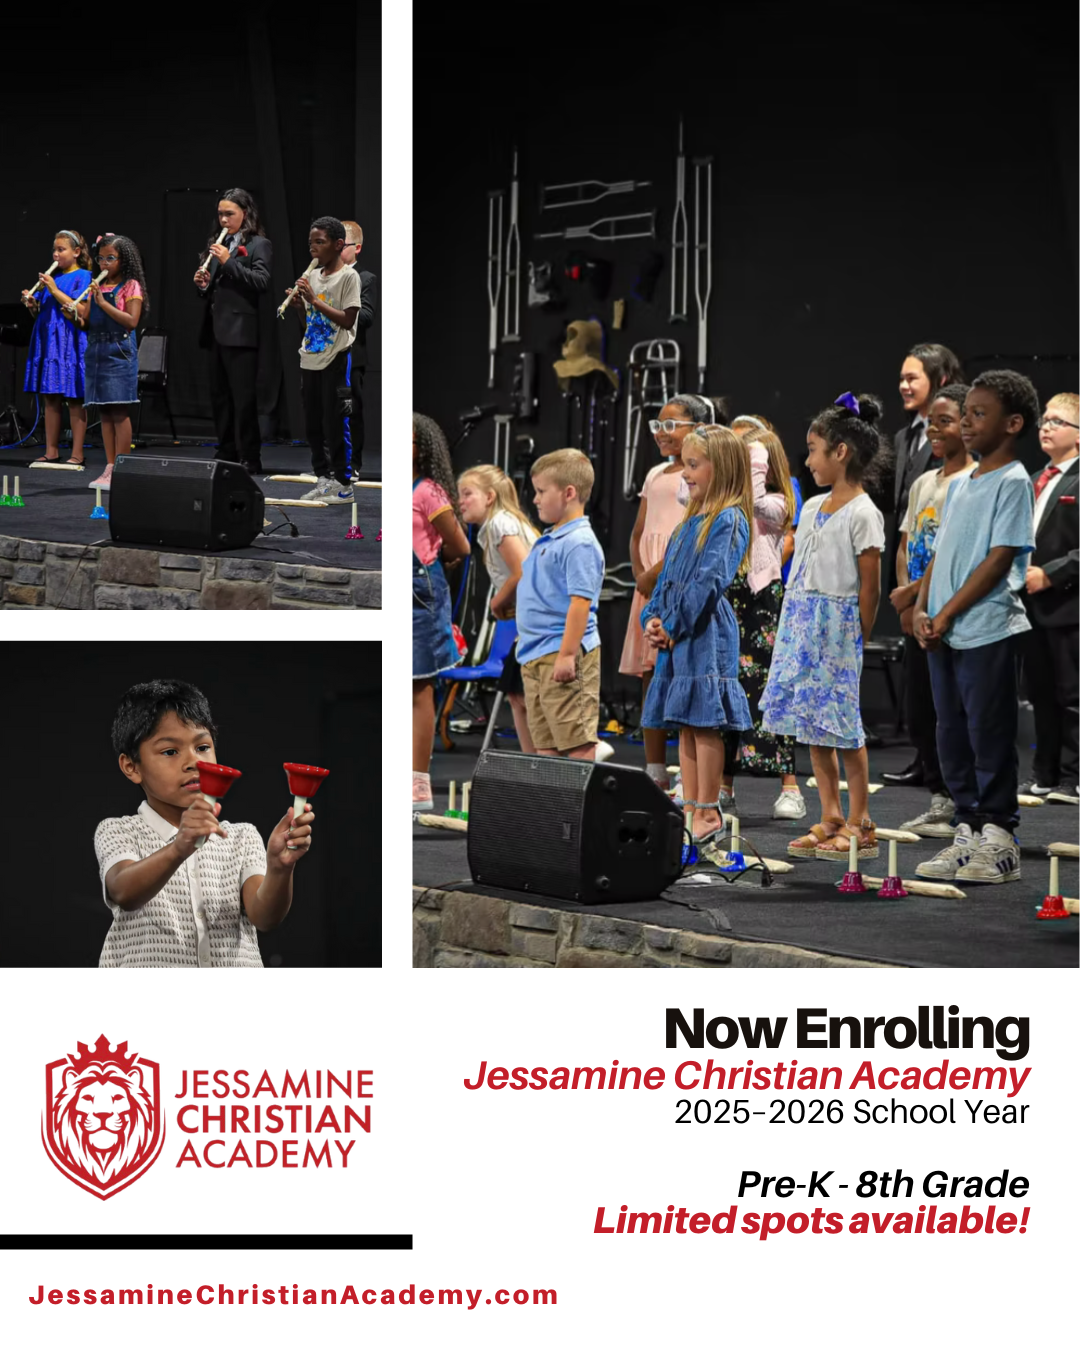 JESSAMINE
CHRISTIAN
ACADEMY
Now Enrolling
Jessamine Christian Academy
2025–2026 School Year
Pre-K - 8th Grade
Limited spots available!
JessamineChristianAcademy.com